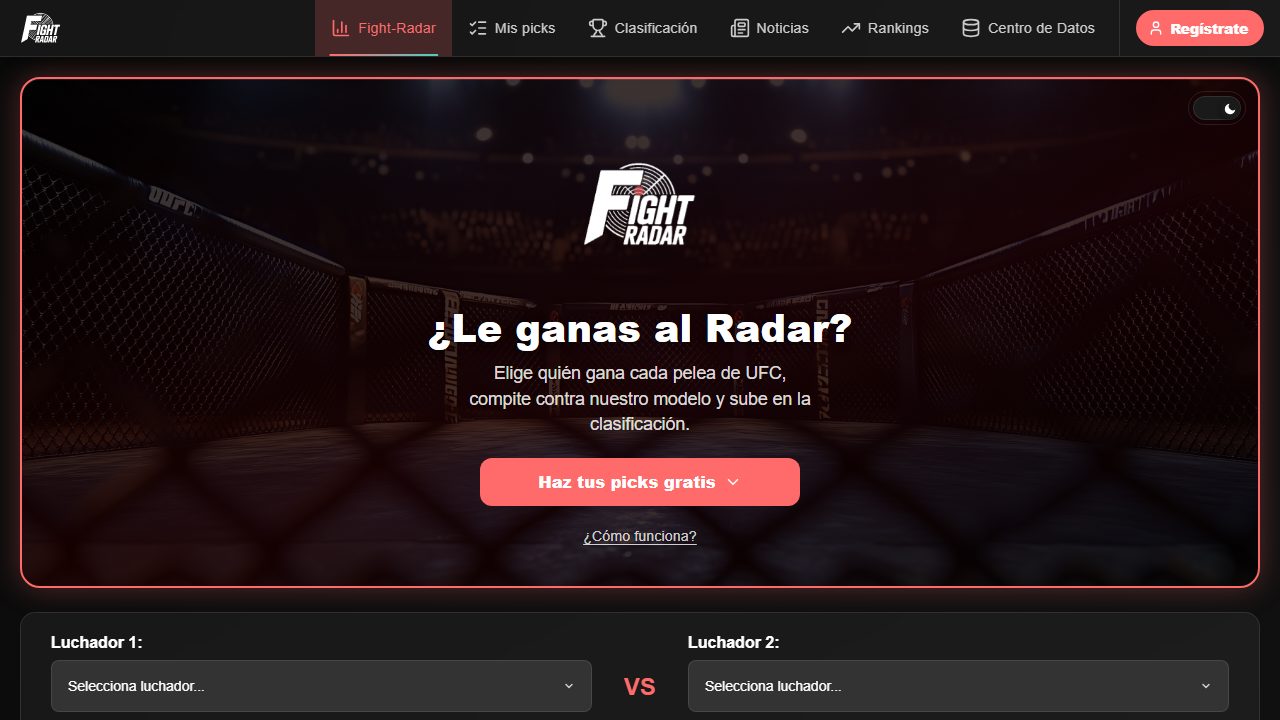 FIGHT
RADAR
Fight-Radar
Mis picks
Clasificación
Noticias
Rankings
Centro de Datos
Regístrate
FIGHT
RADAR
¿Le ganas al Radar?
Elige quién gana cada pelea de UFC,
compite contra nuestro modelo y sube en la
clasificación.
Haz tus picks gratis
¿Cómo funciona?
Luchador 1:
Selecciona luchador...
VS
Luchador 2:
Selecciona luchador...